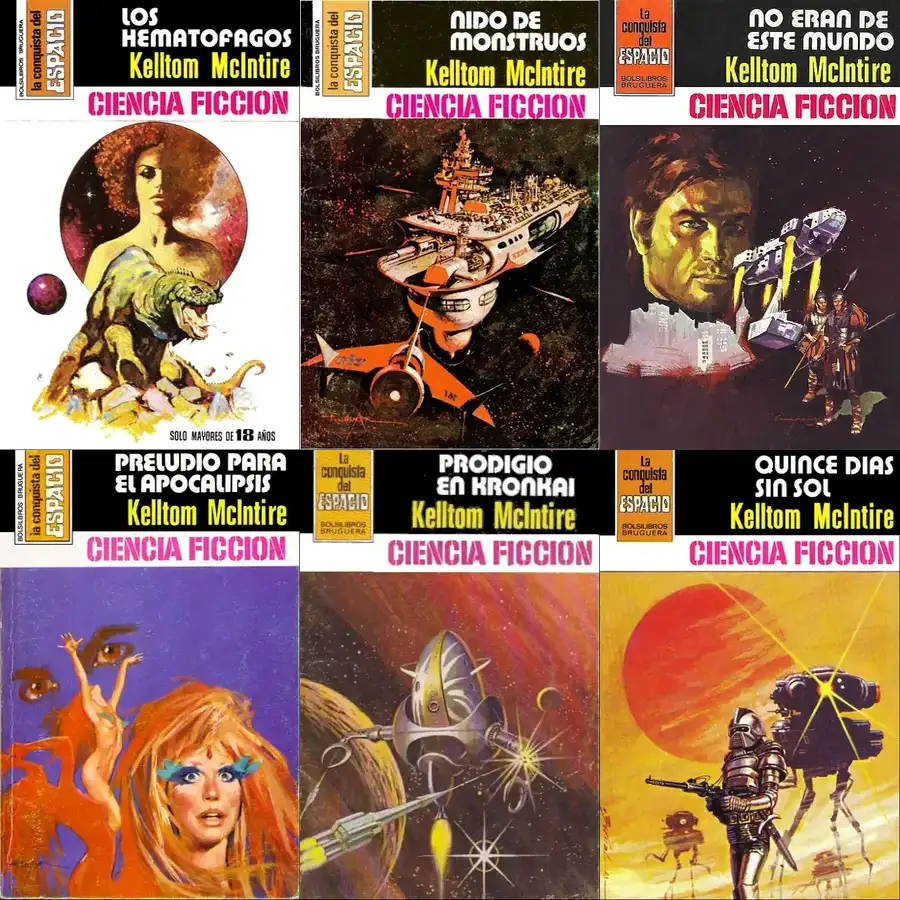 BOLSILIBROS BRUGUERA
la conquista del
ESPACIO
LOS
HEMATOFAGOS
Kelltom McIntire
CIENCIA FICCION
SOLO MAYORES DE 18 AÑOS
BOLSILIBROS BRUGUERA
la conquista del
ESPACIO
NIDO DE
MONSTRUOS
Kelltom McIntire
CIENCIA FICCION
La
conquista
del
ESPACIO
BOLSILIBROS
BRUGUERA
NO ERAN DE
ESTE MUNDO
Kelltom McIntire
CIENCIA FICCION
BOLSILIBROS BRUGUERA
la conquista del
ESPACIO
PRELUDIO PARA
EL APOCALIPSIS
Kelltom McIntire
CIENCIA FICCION
La
conquista
del
ESPACIO
BOLSILIBROS
BRUGUERA
PRODIGIO
EN KRONKAI
Kelltom McIntire
CIENCIA FICCION
La
conquista
del
ESPACIO
BOLSILIBROS
BRUGUERA
QUINCE DIAS
SIN SOL
Kelltom McIntire
CIENCIA FICCION